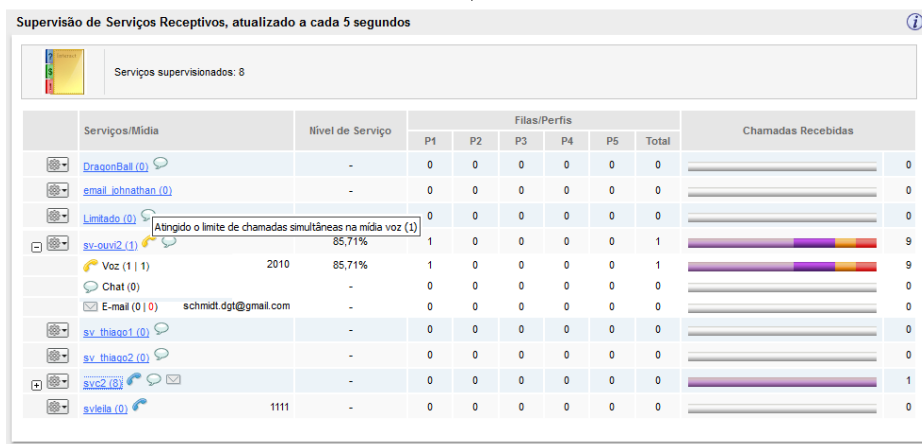 Supervisão de Serviços Receptivos, atualizado a cada 5 segundos
Serviços supervisionados: 8
Serviços/Mídia Nível de Serviço Filas/Perfis Chamadas Recebidas
P1 P2 P3 P4 P5 Total
DragonBall (0) - 0 0 0 0 0 0 0
email_johnathan (0) - 0 0 0 0 0 0 0
Limitado (0) 0 0 0 0 0 0 0
Atingido o limite de chamadas simultâneas na mídia voz (1)
sv-ouvi2 (1) 85,71% 1 0 0 0 0 1 9
Voz (1 | 1) 2010 85,71% 1 0 0 0 0 1 9
Chat (0) - 0 0 0 0 0 0 0
E-mail (0 | 0) schmidt.dgt@gmail.com - 0 0 0 0 0 0 0
sv_thiago1 (0) - 0 0 0 0 0 0 0
sv_thiago2 (0) - 0 0 0 0 0 0 0
svc2 (8) - 0 0 0 0 0 0 1
svleila (0) 1111 - 0 0 0 0 0 0 0